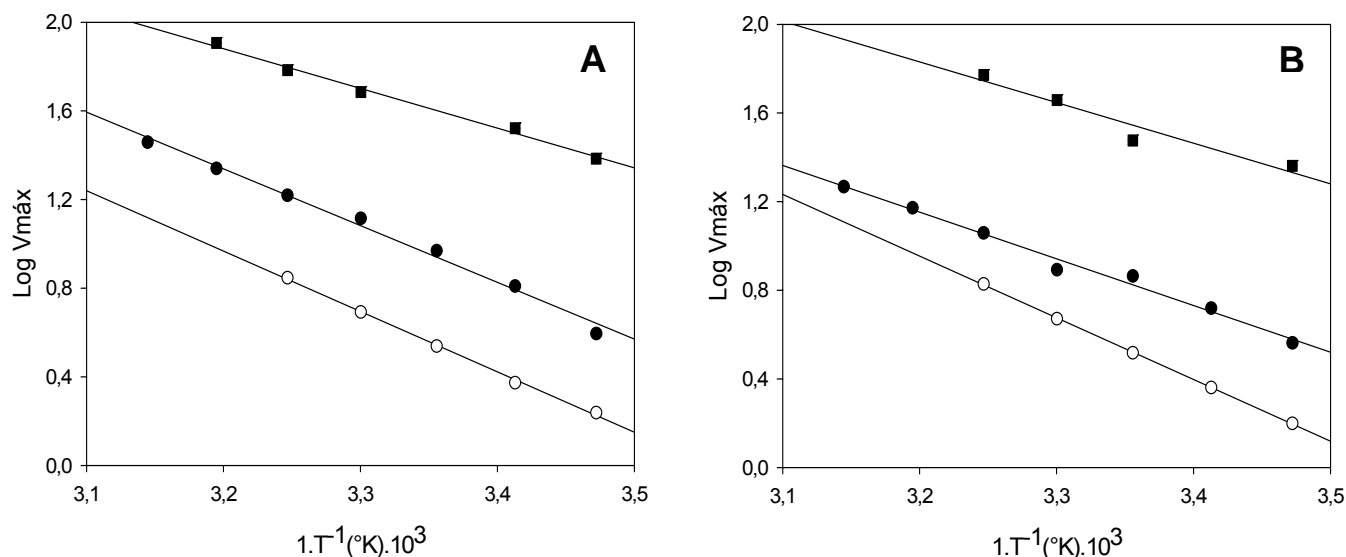 A
Log Vmáx
2,0
1,6
1,2
0,8
0,4
0,0
3,1 3,2 3,3 3,4 3,5
1.T⁻¹(°K).10³
B
Log Vmáx
2,0
1,6
1,2
0,8
0,4
0,0
3,1 3,2 3,3 3,4 3,5
1.T⁻¹(°K).10³